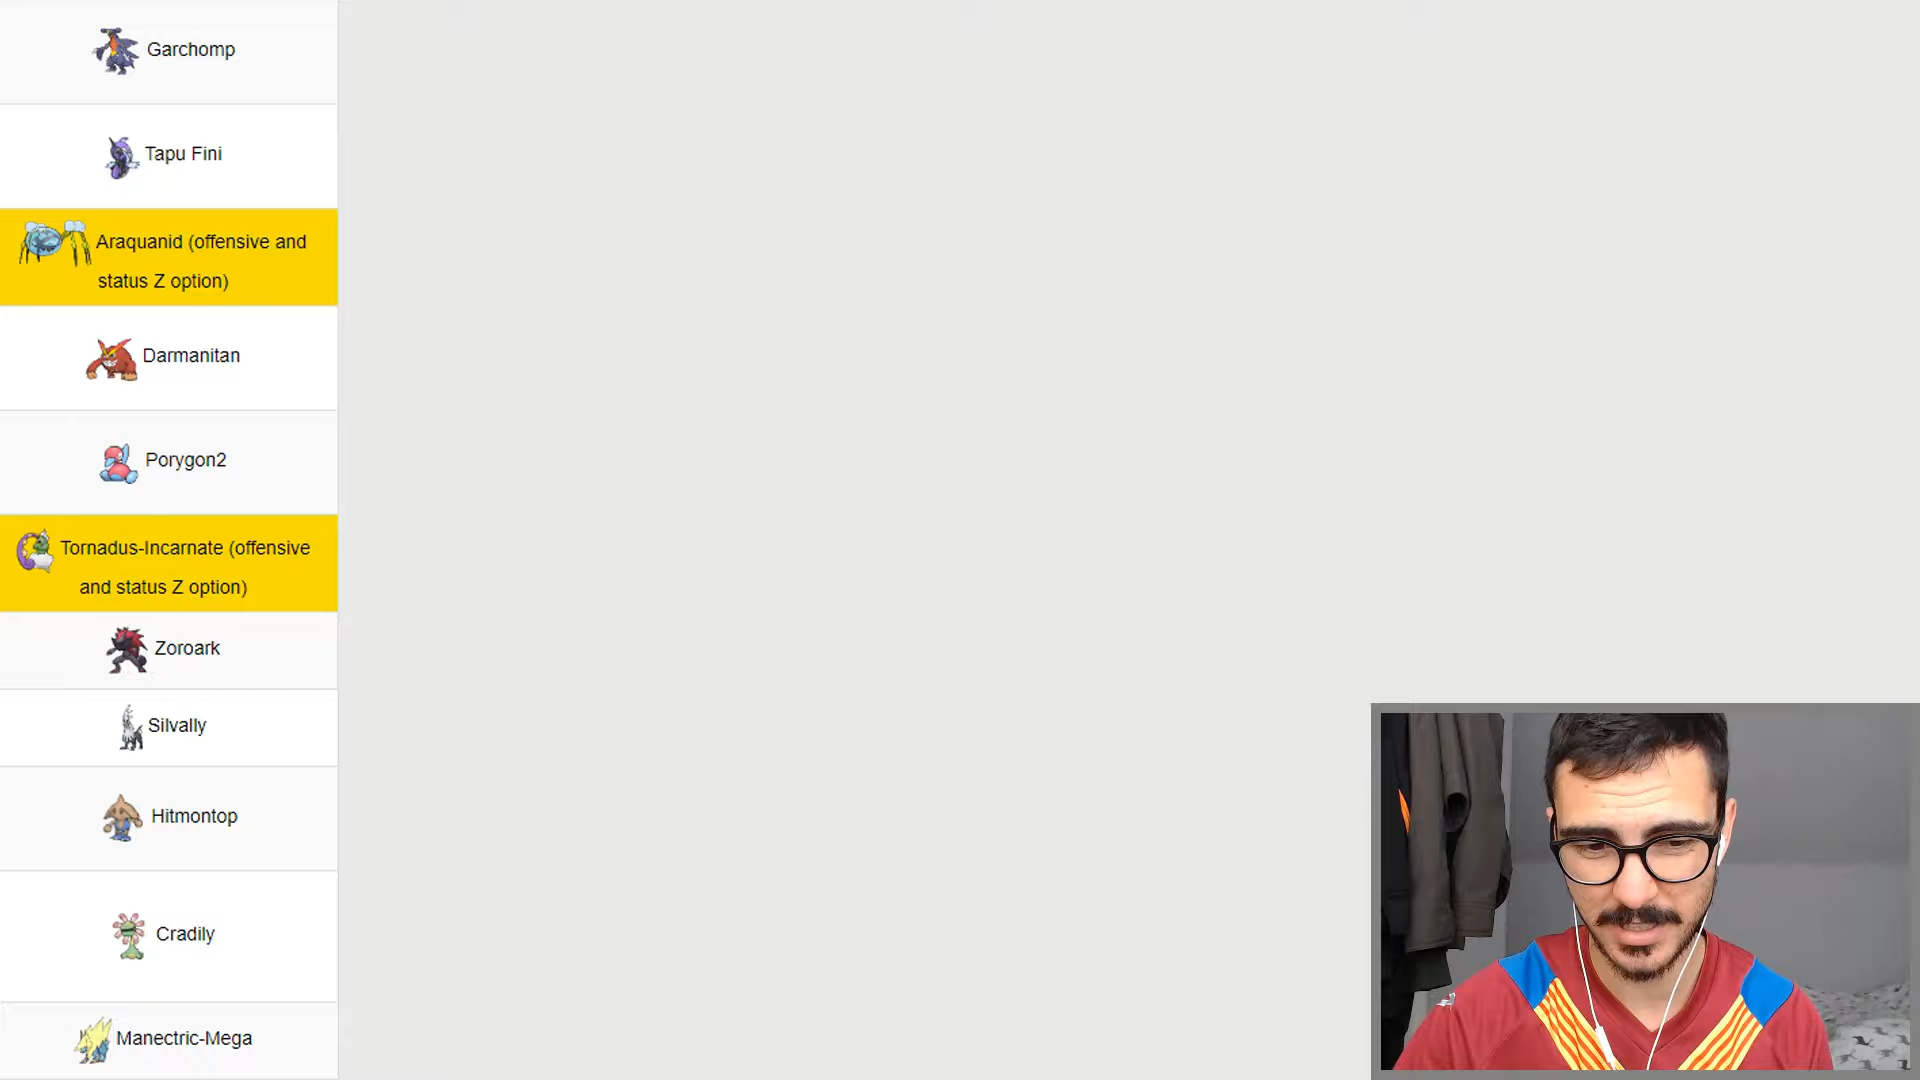 Garchomp
Tapu Fini
Araquanid (offensive and
status Z option)
Darmanitan
Porygon2
Tornadus-Incarnate (offensive
and status Z option)
Zoroark
Silvally
Hitmontop
Cradily
Manectric-Mega